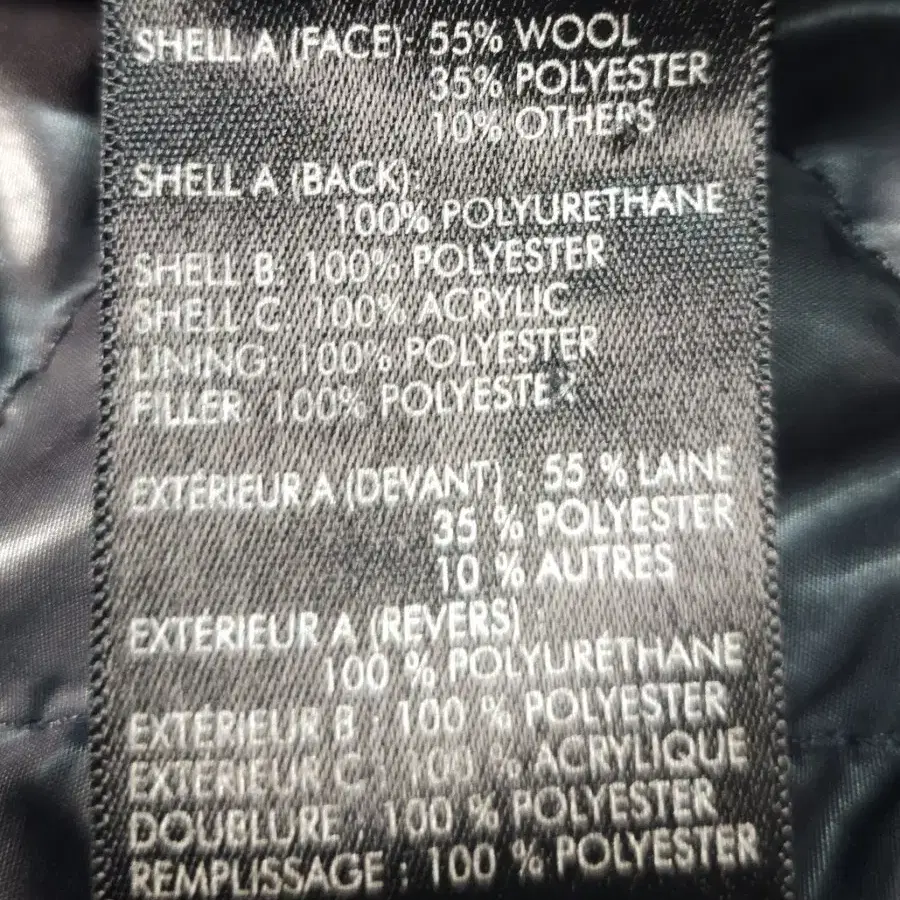 SHELL A (FACE): 55% WOOL
35% POLYESTER
10% OTHERS
SHELL A (BACK):
100% POLYURETHANE
SHELL B: 100% POLYESTER
SHELL C: 100% ACRYLIC
LINING: 100% POLYESTER
FILLER: 100% POLYESTER
EXTÉRIEUR A (DEVANT) : 55 % LAINE
35 % POLYESTER
10 % AUTRES
EXTÉRIEUR A (REVERS) :
100 % POLYURÉTHANE
EXTÉRIEUR B : 100 % POLYESTER
EXTÉRIEUR C : 100 % ACRYLIQUE
DOUBLURE : 100 % POLYESTER
REMPLISSAGE : 100 % POLYESTER